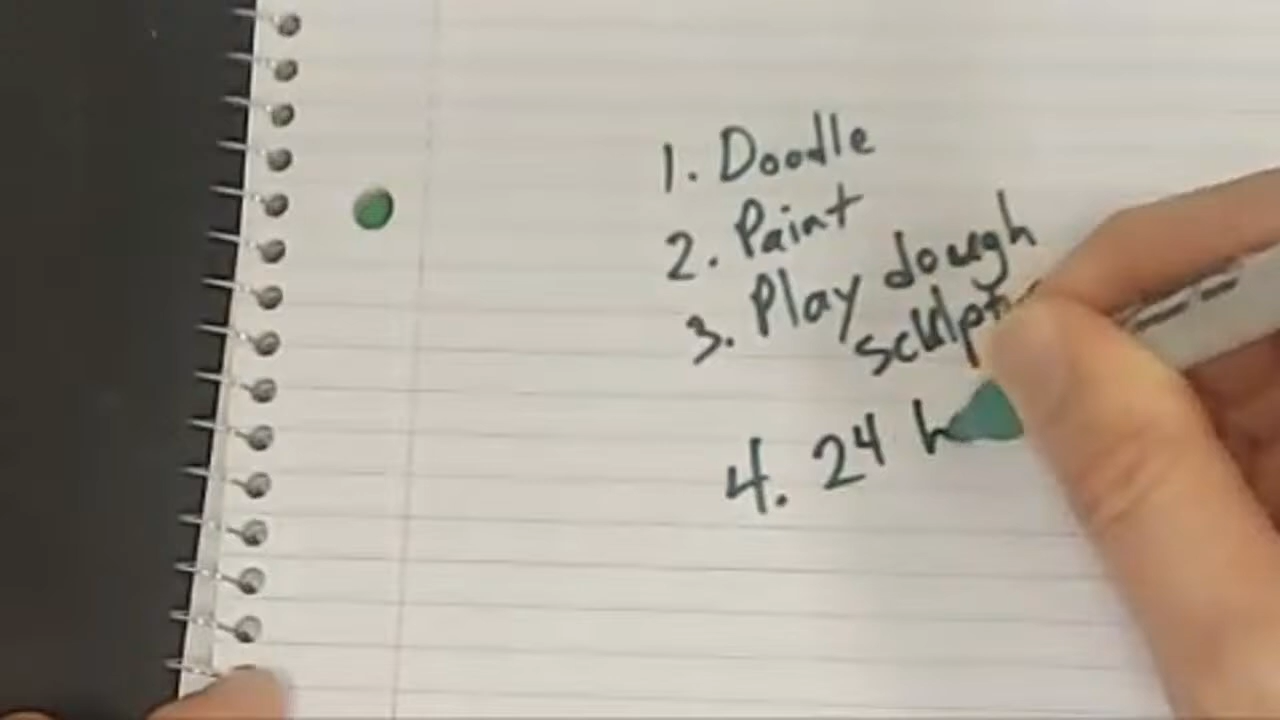 1. Doodle
2. Paint
3. Play dough
4. 24 h